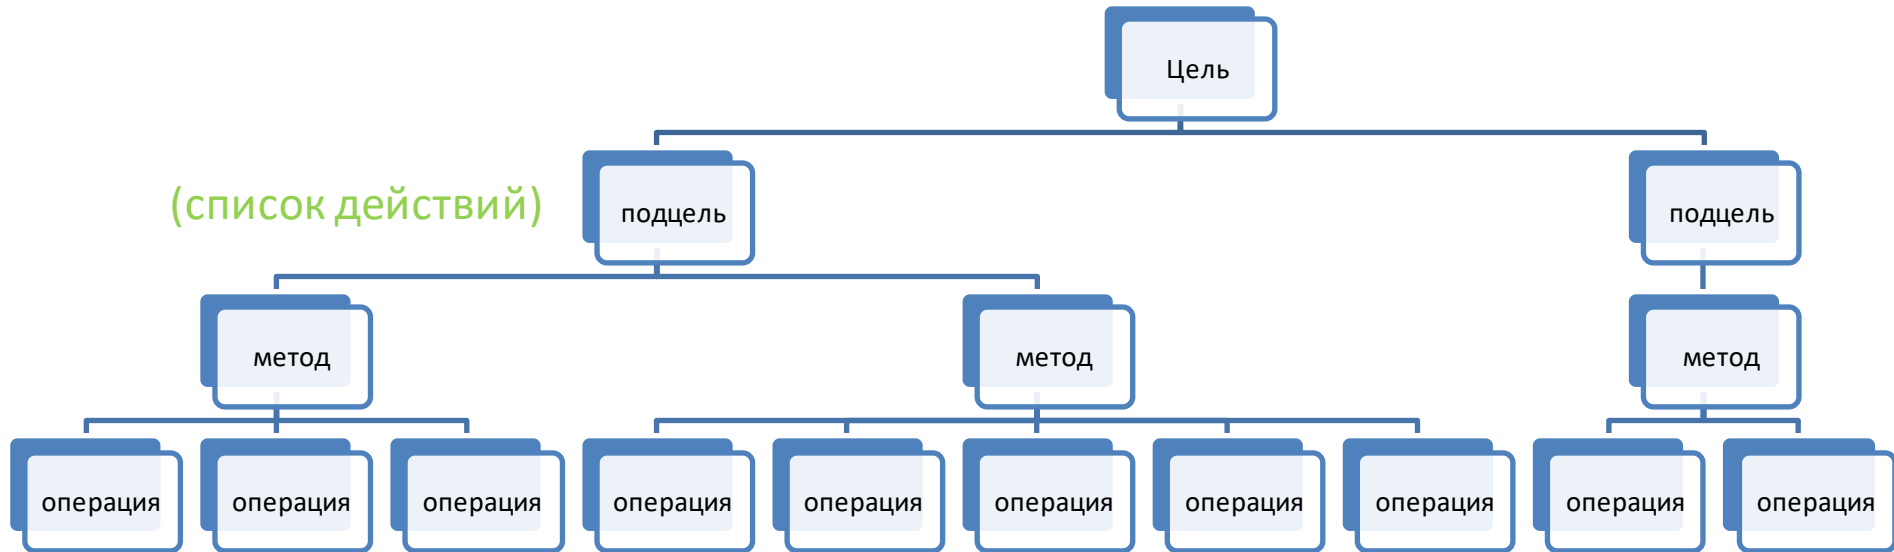 Цель
(список действий)
подцель
подцель
метод
метод
метод
операция
операция
операция
операция
операция
операция
операция
операция
операция
операция